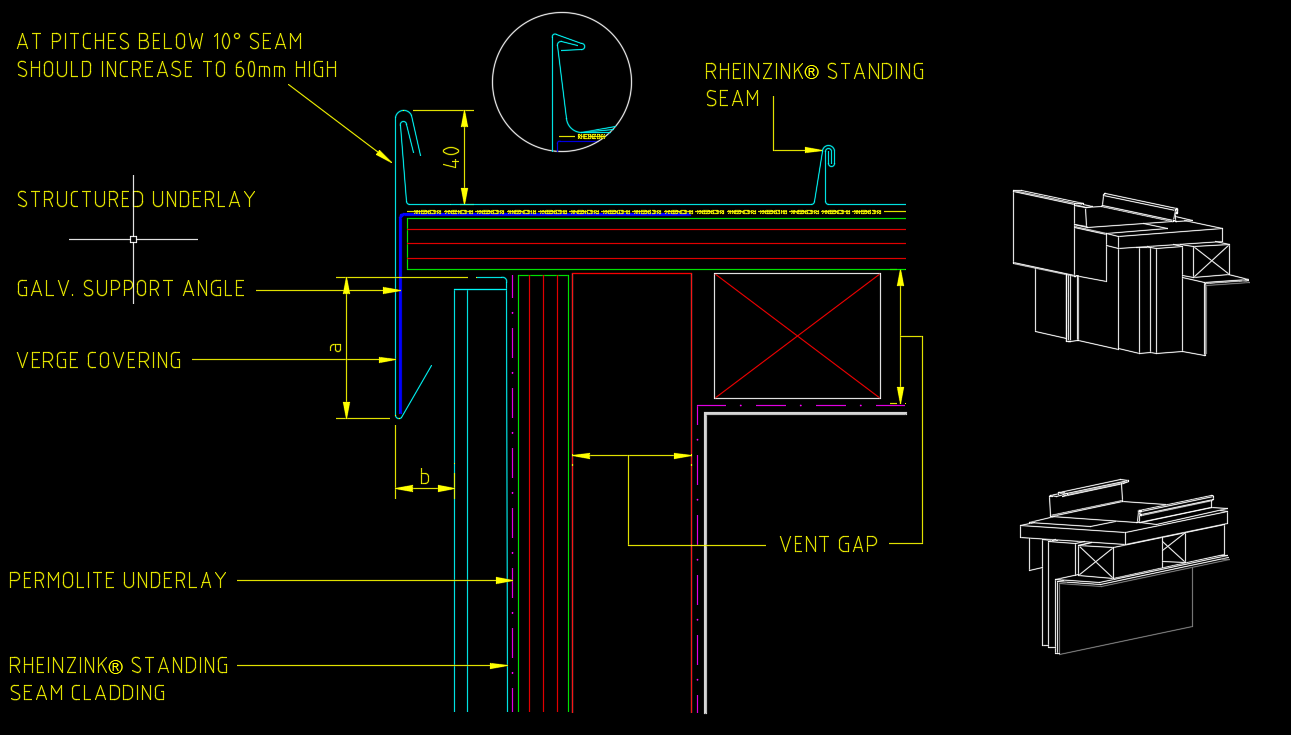 AT PITCHES BELOW 10° SEAM
SHOULD INCREASE TO 60mm HIGH
RHEINZINK® STANDING
SEAM
40
STRUCTURED UNDERLAY
GALV. SUPPORT ANGLE
a
VERGE COVERING
b
VENT GAP
PERMOLITE UNDERLAY
RHEINZINK® STANDING
SEAM CLADDING